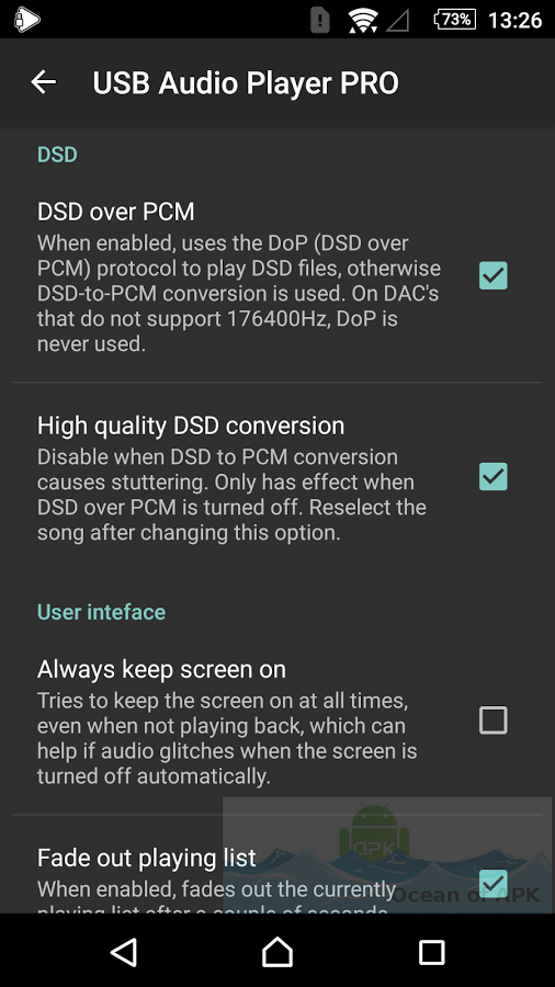 73% 13:26
USB Audio Player PRO
DSD
DSD over PCM
When enabled, uses the DoP (DSD over
PCM) protocol to play DSD files, otherwise
DSD-to-PCM conversion is used. On DAC's
that do not support 176400Hz, DoP is
never used.
High quality DSD conversion
Disable when DSD to PCM conversion
causes stuttering. Only has effect when
DSD over PCM is turned off. Reselect the
song after changing this option.
User inteface
Always keep screen on
Tries to keep the screen on at all times,
even when not playing back, which can
help if audio glitches when the screen is
turned off automatically.
APK
Fade out playing list
When enabled, fades out the currently
Ocean of APK
playing list after a couple of seconds